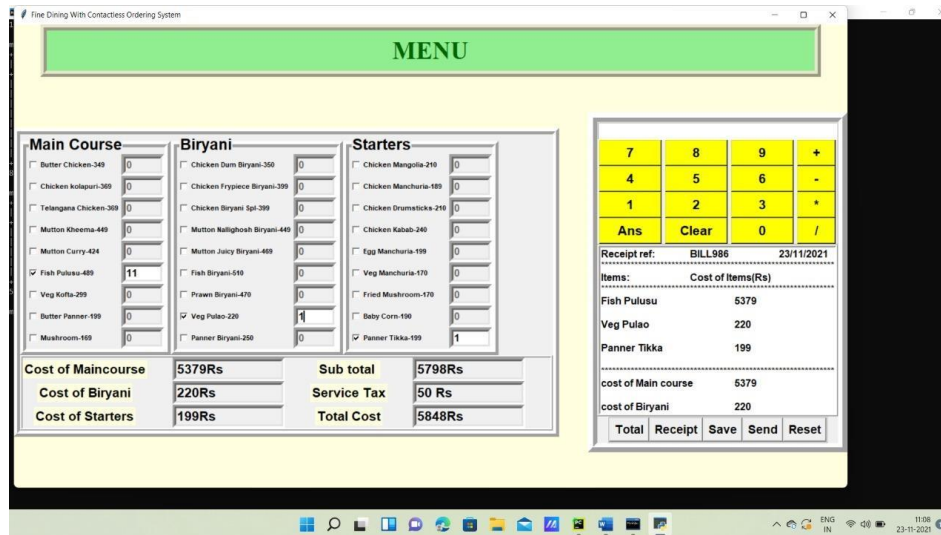 Fine Dining With Contactless Ordering System
MENU
Main Course
Butter Chicken-349 0
Chicken kolapuri-369 0
Telangana Chicken-369 0
Mutton Kheema-449 0
Mutton Curry-424 0
Fish Pulusu-489 11
Veg Kofta-299 0
Butter Panner-199 0
Mushroom-169 0
Biryani
Chicken Dum Biryani-350 0
Chicken Frypiece Biryani-399 0
Chicken Biryani Spl-399 0
Mutton Nallighosh Biryani-449 0
Mutton Juicy Biryani-469 0
Fish Biryani-510 0
Prawn Biryani-470 0
Veg Pulao-220 1
Panner Biryani-250 0
Starters
Chicken Mangolia-210 0
Chicken Manchuria-189 0
Chicken Drumsticks-210 0
Chicken Kabab-240 0
Egg Manchuria-199 0
Veg Manchuria-170 0
Fried Mushroom-170 0
Baby Corn-190 0
Panner Tikka-199 1
Cost of Maincourse 5379Rs Sub total 5798Rs
Cost of Biryani 220Rs Service Tax 50 Rs
Cost of Starters 199Rs Total Cost 5848Rs
7 8 9 +
4 5 6 -
1 2 3 *
Ans Clear 0 /
Receipt ref: BILL986 23/11/2021
Items: Cost of Items(Rs)
Fish Pulusu 5379
Veg Pulao 220
Panner Tikka 199
cost of Main course 5379
cost of Biryani 220
Total Receipt Save Send Reset
ENG 11:08
IN 23-11-2021